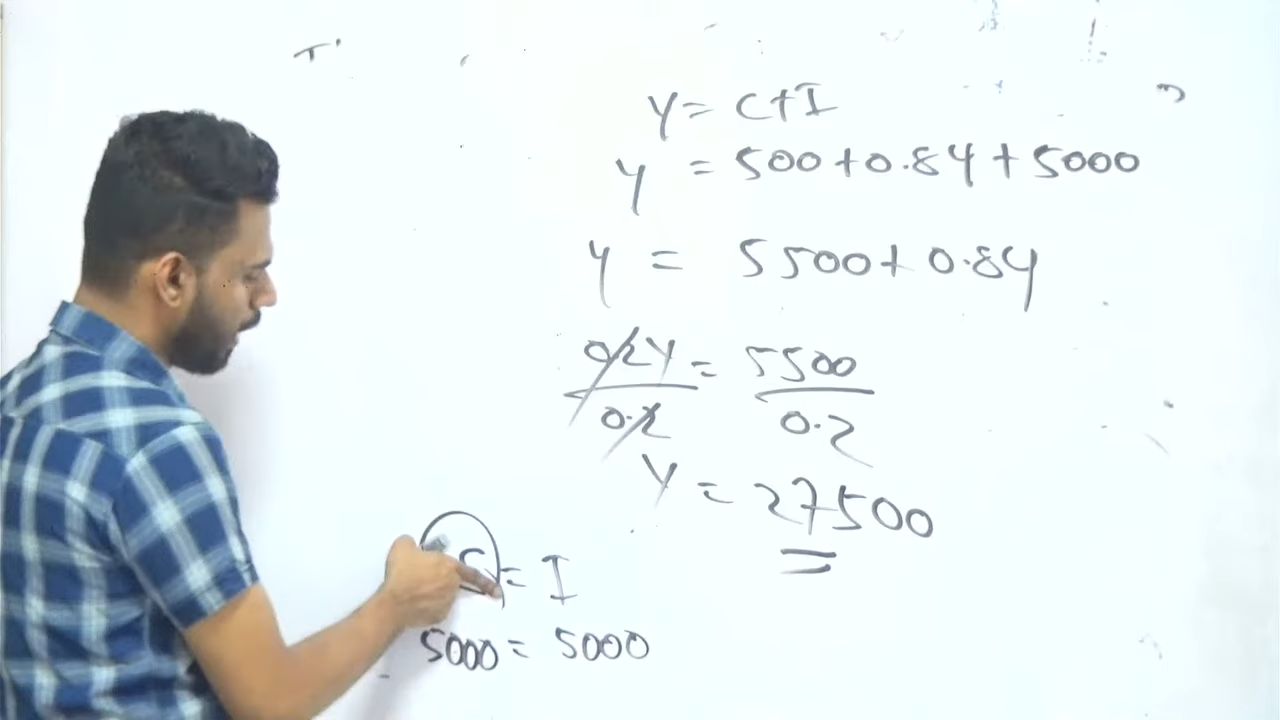 Y = C+I
Y = 500+0.8Y+5000
Y = 5500+0.8Y
0.2Y = 5500
0.2 0.2
Y = 27500
S = I
5000 = 5000